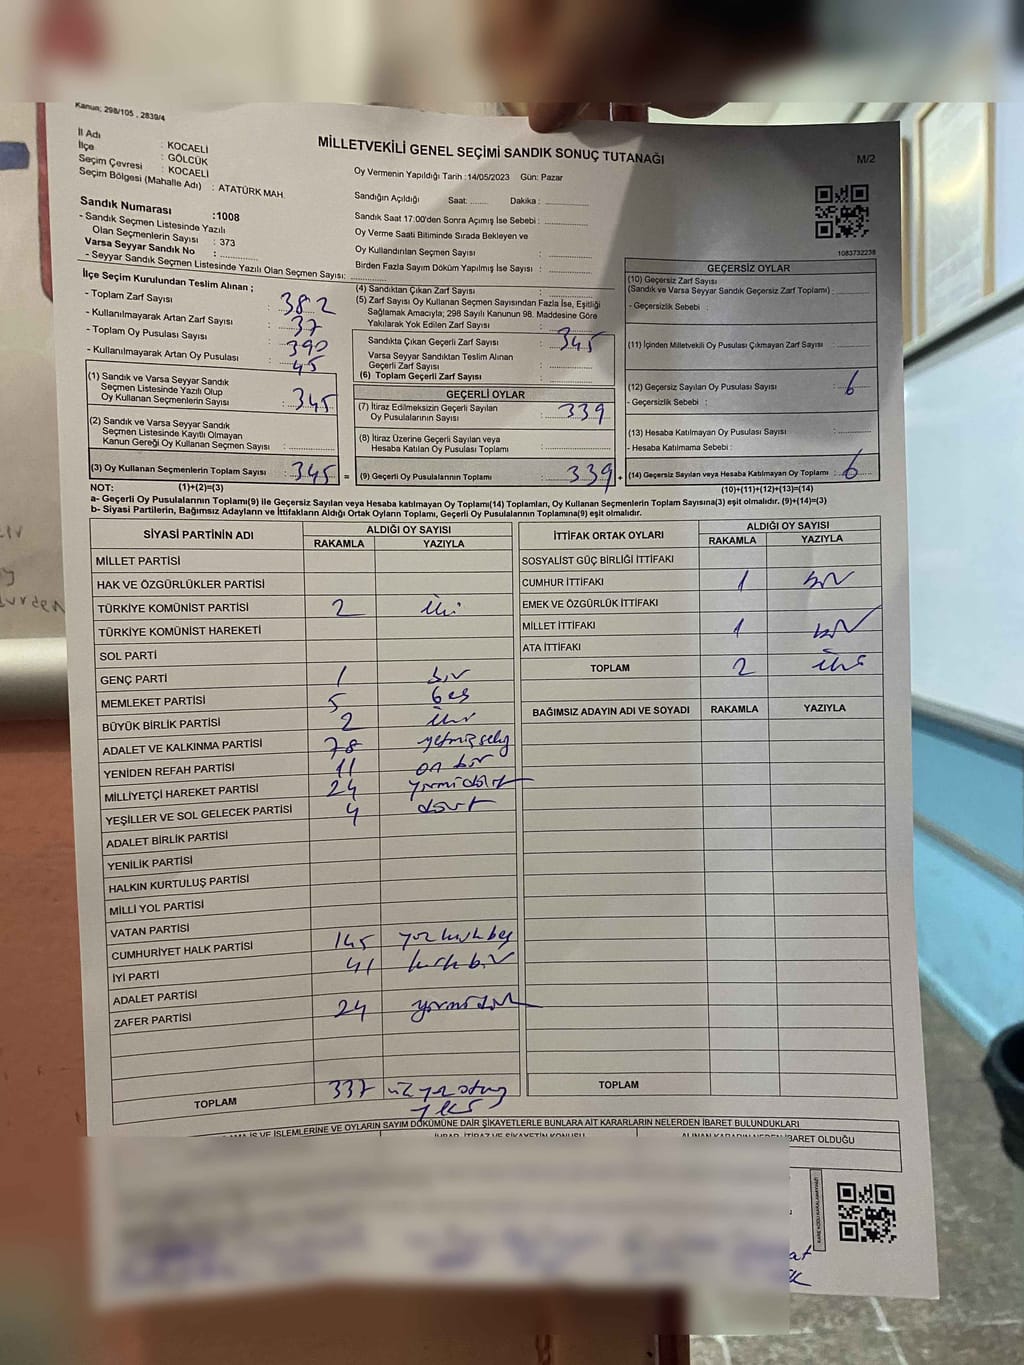 Kanun; 298/105 , 2839/4
İl Adı : KOCAELİ
İlçe : GÖLCÜK
Seçim Çevresi : KOCAELİ
Seçim Bölgesi (Mahalle Adı) : ATATÜRK MAH.
MİLLETVEKİLİ GENEL SEÇİMİ SANDIK SONUÇ TUTANAĞI
M/2
Oy Vermenin Yapıldığı Tarih :14/05/2023 Gün: Pazar
Sandığın Açıldığı Saat: ........ Dakika : ..............
Sandık Saat 17.00'den Sonra Açımış İse Sebebi : ..............
Oy Verme Saati Bitiminde Sırada Bekleyen ve
Oy Kullandırılan Seçmen Sayısı : ..............
Birden Fazla Sayım Döküm Yapılmış İse Sayısı : ..............
1083732238
Sandık Numarası :1008
- Sandık Seçmen Listesinde Yazılı
Olan Seçmenlerin Sayısı : 373
Varsa Seyyar Sandık No : ..............
- Seyyar Sandık Seçmen Listesinde Yazılı Olan Seçmen Sayısı: ..............
İlçe Seçim Kurulundan Teslim Alınan ;
- Toplam Zarf Sayısı : 382
- Kullanılmayarak Artan Zarf Sayısı : 37
- Toplam Oy Pusulası Sayısı : 390
- Kullanılmayarak Artan Oy Pusulası : 45
(1) Sandık ve Varsa Seyyar Sandık
Seçmen Listesinde Yazılı Olup
Oy Kullanan Seçmenlerin Sayısı : 345
(2) Sandık ve Varsa Seyyar Sandık
Seçmen Listesinde Kayıtlı Olmayan
Kanun Gereği Oy Kullanan Seçmen Sayısı : ..............
(3) Oy Kullanan Seçmenlerin Toplam Sayısı : 345 =
(4) Sandıktan Çıkan Zarf Sayısı : ..............
(5) Zarf Sayısı Oy Kullanan Seçmen Sayısından Fazla İse, Eşitliği
Sağlamak Amacıyla; 298 Sayılı Kanunun 98. Maddesine Göre
Yakılarak Yok Edilen Zarf Sayısı : ..............
Sandıkta Çıkan Geçerli Zarf Sayısı : 345
Varsa Seyyar Sandıktan Teslim Alınan
Geçerli Zarf Sayısı : ..............
(6) Toplam Geçerli Zarf Sayısı : ..............
GEÇERLİ OYLAR
(7) İtiraz Edilmeksizin Geçerli Sayılan
Oy Pusulalarının Sayısı : 339
(8) İtiraz Üzerine Geçerli Sayılan veya
Hesaba Katılan Oy Pusulası Toplamı : ..............
(9) Geçerli Oy Pusulalarının Toplamı : 339 +
GEÇERSİZ OYLAR
(10) Geçersiz Zarf Sayısı
(Sandık ve Varsa Seyyar Sandık Geçersiz Zarf Toplamı) : ..............
- Geçersizlik Sebebi :
(11) İçinden Milletvekili Oy Pusulası Çıkmayan Zarf Sayısı : ..............
(12) Geçersiz Sayılan Oy Pusulası Sayısı : 6
- Geçersizlik Sebebi :
(13) Hesaba Katılmayan Oy Pusulası Sayısı : ..............
- Hesaba Katılmama Sebebi :
(14) Geçersiz Sayılan veya Hesaba Katılmayan Oy Toplamı : 6
NOT: (1)+(2)=(3) (10)+(11)+(12)+(13)=(14)
a- Geçerli Oy Pusulalarının Toplamı(9) ile Geçersiz Sayılan veya Hesaba katılmayan Oy Toplamı(14) Toplamları, Oy Kullanan Seçmenlerin Toplam Sayısına(3) eşit olmalıdır. (9)+(14)=(3)
b- Siyasi Partilerin, Bağımsız Adayların ve İttifakların Aldığı Ortak Oyların Toplamı, Geçerli Oy Pusulalarının Toplamına(9) eşit olmalıdır.
SİYASİ PARTİNİN ADI ALDIĞI OY SAYISI
RAKAMLA YAZIYLA
MİLLET PARTİSİ
HAK VE ÖZGÜRLÜKLER PARTİSİ
TÜRKİYE KOMÜNİST PARTİSİ 2 iki
TÜRKİYE KOMÜNİST HAREKETİ
SOL PARTİ
GENÇ PARTİ 1 bir
MEMLEKET PARTİSİ 5 beş
BÜYÜK BİRLİK PARTİSİ 2 iki
ADALET VE KALKINMA PARTİSİ 78 yetmiş sekiz
YENİDEN REFAH PARTİSİ 11 on bir
MİLLİYETÇİ HAREKET PARTİSİ 24 yirmi dört
YEŞİLLER VE SOL GELECEK PARTİSİ 4 dört
ADALET BİRLİK PARTİSİ
YENİLİK PARTİSİ
HALKIN KURTULUŞ PARTİSİ
MİLLİ YOL PARTİSİ
VATAN PARTİSİ
CUMHURİYET HALK PARTİSİ 145 yüz kırk beş
İYİ PARTİ 41 kırk bir
ADALET PARTİSİ
ZAFER PARTİSİ 24 yirmi dört
TOPLAM 337 üç yüz otuz
yedi
İTTİFAK ORTAK OYLARI ALDIĞI OY SAYISI
RAKAMLA YAZIYLA
SOSYALİST GÜÇ BİRLİĞİ İTTİFAKI
CUMHUR İTTİFAKI 1 bir
EMEK VE ÖZGÜRLÜK İTTİFAKI
MİLLET İTTİFAKI 1 bir
ATA İTTİFAKI
TOPLAM 2 iki
BAĞIMSIZ ADAYIN ADI VE SOYADI RAKAMLA YAZIYLA
TOPLAM
İŞ VE İŞLEMLERİNE VE OYLARIN SAYIM DÖKÜMÜNE DAİR ŞİKAYETLERLE BUNLARA AİT KARARLARIN NELERDEN İBARET BULUNDUKLARI
İHBAR, İTİRAZ VE ŞİKAYETİN KONUSU ALINAN KARARIN NEDEN İBARET OLDUĞU